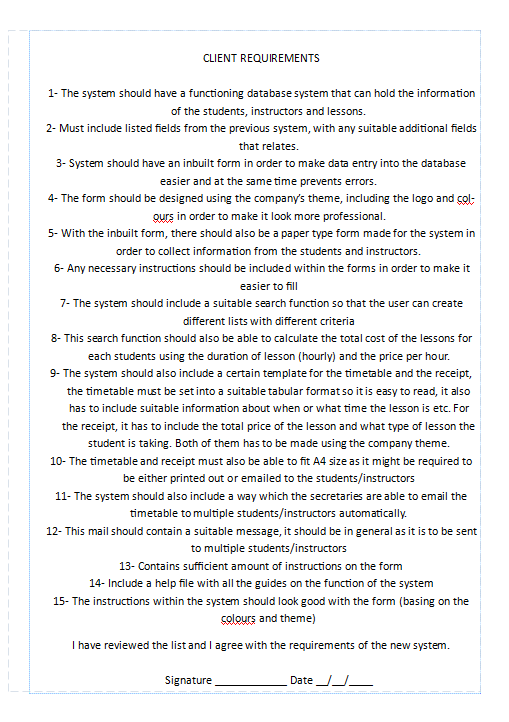 CLIENT REQUIREMENTS
1- The system should have a functioning database system that can hold the information
of the students, instructors and lessons.
2- Must include listed fields from the previous system, with any suitable additional fields
that relates.
3- System should have an inbuilt form in order to make data entry into the database
easier and at the same time prevents errors.
4- The form should be designed using the company's theme, including the logo and col-
ours in order to make it look more professional.
5- With the inbuilt form, there should also be a paper type form made for the system in
order to collect information from the students and instructors.
6- Any necessary instructions should be included within the forms in order to make it
easier to fill
7- The system should include a suitable search function so that the user can create
different lists with different criteria
8- This search function should also be able to calculate the total cost of the lessons for
each students using the duration of lesson (hourly) and the price per hour.
9- The system should also include a certain template for the timetable and the receipt,
the timetable must be set into a suitable tabular format so it is easy to read, it also
has to include suitable information about when or what time the lesson is etc. For
the receipt, it has to include the total price of the lesson and what type of lesson the
student is taking. Both of them has to be made using the company theme.
10- The timetable and receipt must also be able to fit A4 size as it might be required to
be either printed out or emailed to the students/instructors
11- The system should also include a way which the secretaries are able to email the
timetable to multiple students/instructors automatically.
12- This mail should contain a suitable message, it should be in general as it is to be sent
to multiple students/instructors
13- Contains sufficient amount of instructions on the form
14- Include a help file with all the guides on the function of the system
15- The instructions within the system should look good with the form (basing on the
colours and theme)
I have reviewed the list and I agree with the requirements of the new system.
Signature ____________ Date __/__/____